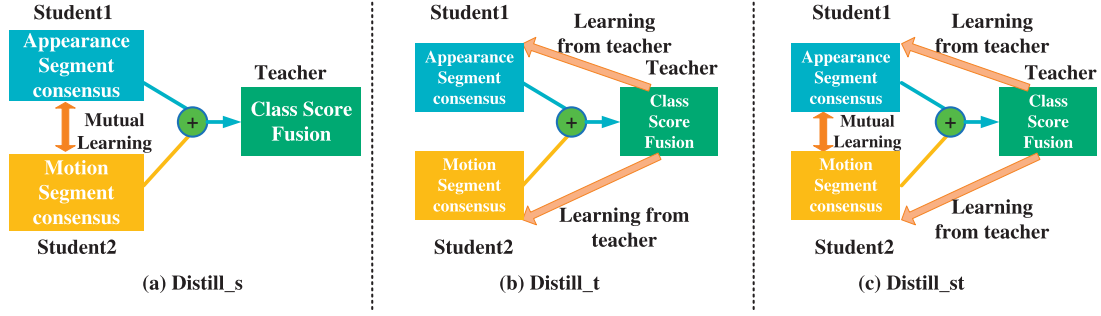 Student1
Appearance
Segment
consensus
Mutual
Learning
Motion
Segment
consensus
Student2
+
Teacher
Class Score
Fusion
(a) Distill_s
Student1
Learning
from teacher
Appearance
Segment
consensus
Teacher
+
Class
Score
Fusion
Motion
Segment
consensus
Learning from
teacher
Student2
(b) Distill_t
Student1
Learning
from teacher
Appearance
Segment
consensus
Teacher
Mutual
Learning
+
Class
Score
Fusion
Motion
Segment
consensus
Learning
from teacher
Student2
(c) Distill_st